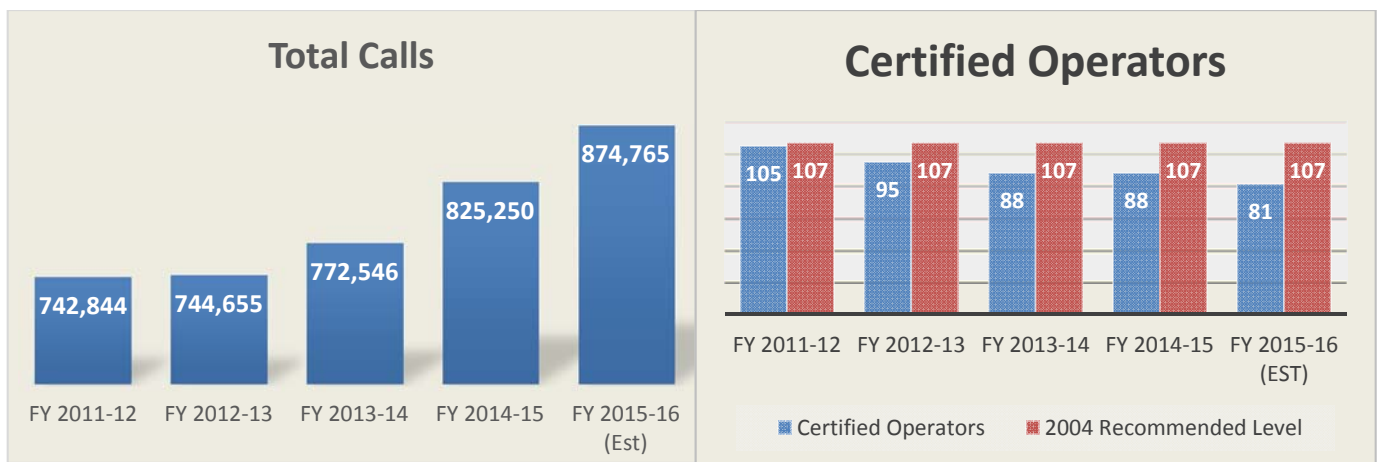 Total Calls
742,844
744,655
772,546
825,250
874,765
FY 2011-12 FY 2012-13 FY 2013-14 FY 2014-15 FY 2015-16
(Est)
Certified Operators
105 107 95 107 88 107 88 107 81 107
FY 2011-12 FY 2012-13 FY 2013-14 FY 2014-15 FY 2015-16
(EST)
Certified Operators 2004 Recommended Level